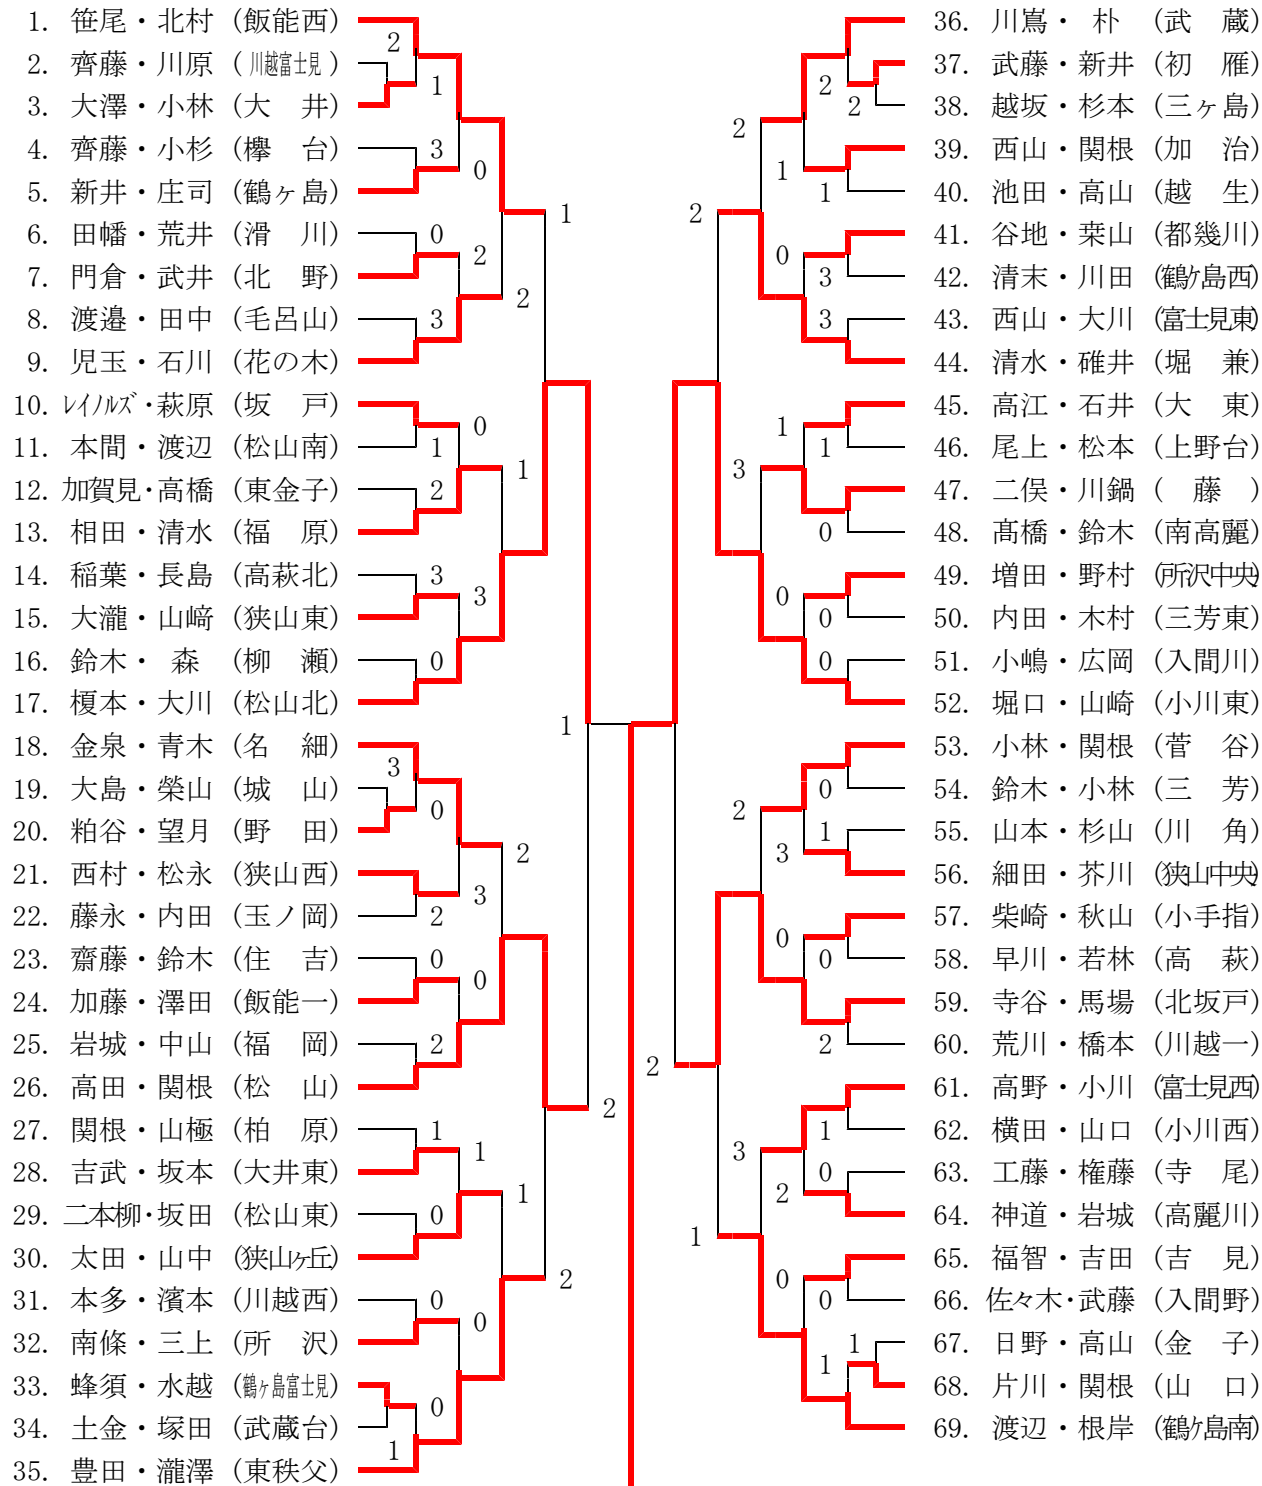 1. 笹尾・北村 (飯能西)
2. 齊藤・川原 (川越富士見)
3. 大澤・小林 (大　井)
4. 齊藤・小杉 (欅　台)
5. 新井・庄司 (鶴ヶ島)
6. 田幡・荒井 (滑　川)
7. 門倉・武井 (北　野)
8. 渡邉・田中 (毛呂山)
9. 児玉・石川 (花の木)
10. レイノルズ・萩原 (坂　戸)
11. 本間・渡辺 (松山南)
12. 加賀見・高橋 (東金子)
13. 相田・清水 (福　原)
14. 稲葉・長島 (高萩北)
15. 大瀧・山﨑 (狭山東)
16. 鈴木・　森 (柳　瀬)
17. 榎本・大川 (松山北)
18. 金泉・青木 (名　細)
19. 大島・榮山 (城　山)
20. 粕谷・望月 (野　田)
21. 西村・松永 (狭山西)
22. 藤永・内田 (玉ノ岡)
23. 齋藤・鈴木 (住　吉)
24. 加藤・澤田 (飯能一)
25. 岩城・中山 (福　岡)
26. 高田・関根 (松　山)
27. 関根・山極 (柏　原)
28. 吉武・坂本 (大井東)
29. 二本柳・坂田 (松山東)
30. 太田・山中 (狭山ヶ丘)
31. 本多・濱本 (川越西)
32. 南條・三上 (所　沢)
33. 蜂須・水越 (鶴ヶ島富士見)
34. 土金・塚田 (武蔵台)
35. 豊田・瀧澤 (東秩父)
2
1
3
0
1
0
2
2
3
0
1
1
2
3
3
0
1
3
0
2
3
2
0
0
2
2
1
1
1
0
2
0
0
0
1
36. 川嶌・　朴 (武　蔵)
37. 武藤・新井 (初　雁)
38. 越坂・杉本 (三ヶ島)
39. 西山・関根 (加　治)
40. 池田・高山 (越　生)
41. 谷地・桒山 (都幾川)
42. 清末・川田 (鶴ヶ島西)
43. 西山・大川 (富士見東)
44. 清水・碓井 (堀　兼)
45. 高江・石井 (大　東)
46. 尾上・松本 (上野台)
47. 二俣・川鍋 (　藤　)
48. 髙橋・鈴木 (南高麗)
49. 増田・野村 (所沢中央)
50. 内田・木村 (三芳東)
51. 小嶋・広岡 (入間川)
52. 堀口・山崎 (小川東)
53. 小林・関根 (菅　谷)
54. 鈴木・小林 (三　芳)
55. 山本・杉山 (川　角)
56. 細田・芥川 (狭山中央)
57. 柴崎・秋山 (小手指)
58. 早川・若林 (高　萩)
59. 寺谷・馬場 (北坂戸)
60. 荒川・橋本 (川越一)
61. 高野・小川 (富士見西)
62. 横田・山口 (小川西)
63. 工藤・権藤 (寺　尾)
64. 神道・岩城 (高麗川)
65. 福智・吉田 (吉　見)
66. 佐々木・武藤 (入間野)
67. 日野・高山 (金　子)
68. 片川・関根 (山　口)
69. 渡辺・根岸 (鶴ヶ島南)
2
2
2
1
1
2
0
3
3
1
1
3
0
0
0
0
0
2
1
3
0
0
2
2
1
3
0
2
1
0
0
1
1